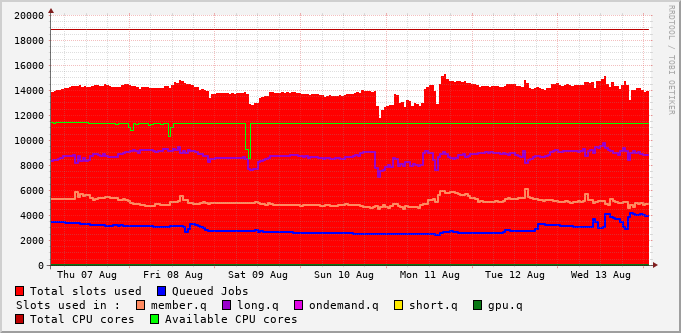 20000
18000
16000
14000
12000
10000
8000
6000
4000
2000
0
Thu 07 Aug Fri 08 Aug Sat 09 Aug Sun 10 Aug Mon 11 Aug Tue 12 Aug Wed 13 Aug
Total slots used Queued Jobs
Slots used in : member.q long.q ondemand.q short.q gpu.q
Total CPU cores Available CPU cores
RRDTOOL / TOBI OETIKER